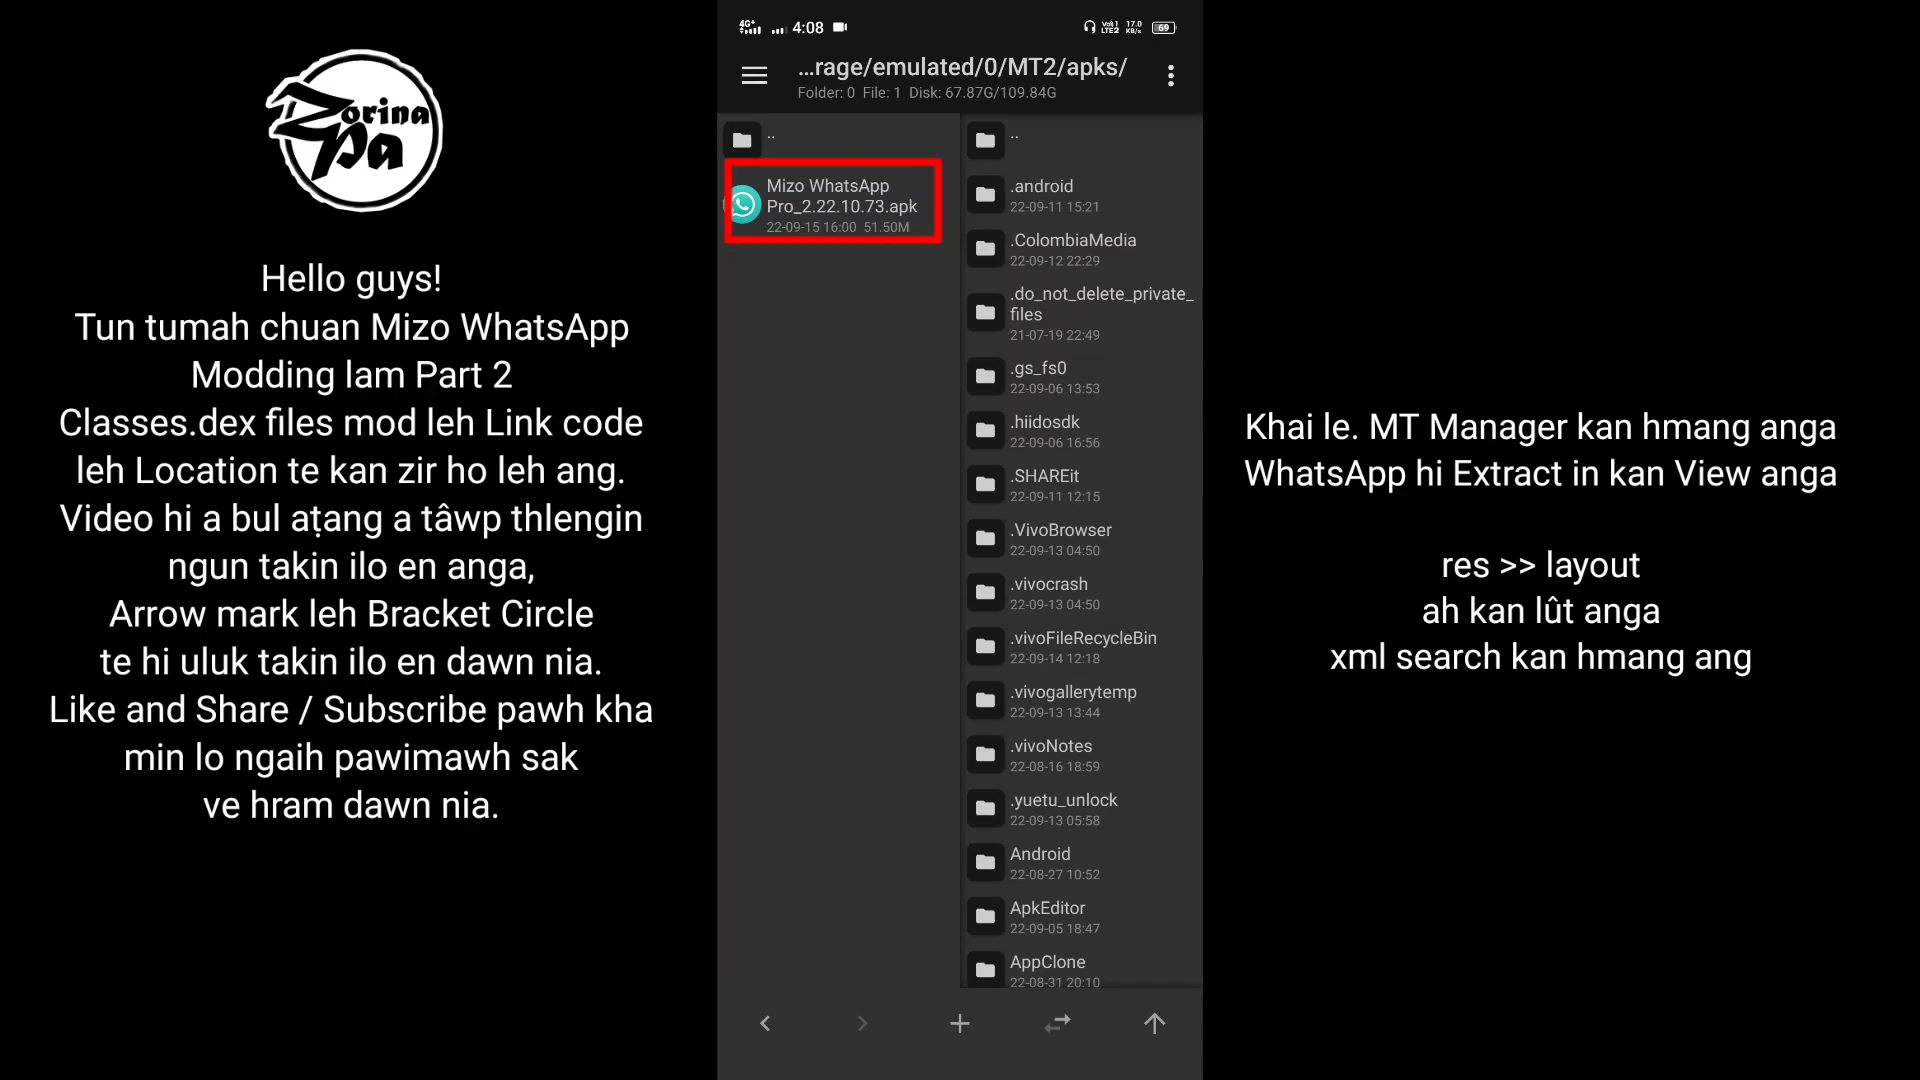 Zorina
Pa
Hello guys!
Tun tumah chuan Mizo WhatsApp
Modding lam Part 2
Classes.dex files mod leh Link code
leh Location te kan zir ho leh ang.
Video hi a bul aṭang a tâwp thlengin
ngun takin ilo en anga,
Arrow mark leh Bracket Circle
te hi uluk takin ilo en dawn nia.
Like and Share / Subscribe pawh kha
min lo ngaih pawimawh sak
ve hram dawn nia.
4G+ 4:08 VoI1 LTE2 17.0 KB/s 69
...rage/emulated/0/MT2/apks/
Folder: 0 File: 1 Disk: 67.87G/109.84G
..
Mizo WhatsApp
Pro_2.22.10.73.apk
22-09-15 16:00 51.50M
..
.android
22-09-11 15:21
.ColombiaMedia
22-09-12 22:29
.do_not_delete_private_
files
21-07-19 22:49
.gs_fs0
22-09-06 13:53
.hiidosdk
22-09-06 16:56
.SHAREit
22-09-11 12:15
.VivoBrowser
22-09-13 04:50
.vivocrash
22-09-13 04:50
.vivoFileRecycleBin
22-09-14 12:18
.vivogallerytemp
22-09-13 13:44
.vivoNotes
22-08-16 18:59
.yuetu_unlock
22-09-13 05:58
Android
22-08-27 10:52
ApkEditor
22-09-05 18:47
AppClone
22-08-31 20:10
Khai le. MT Manager kan hmang anga
WhatsApp hi Extract in kan View anga
res >> layout
ah kan lût anga
xml search kan hmang ang